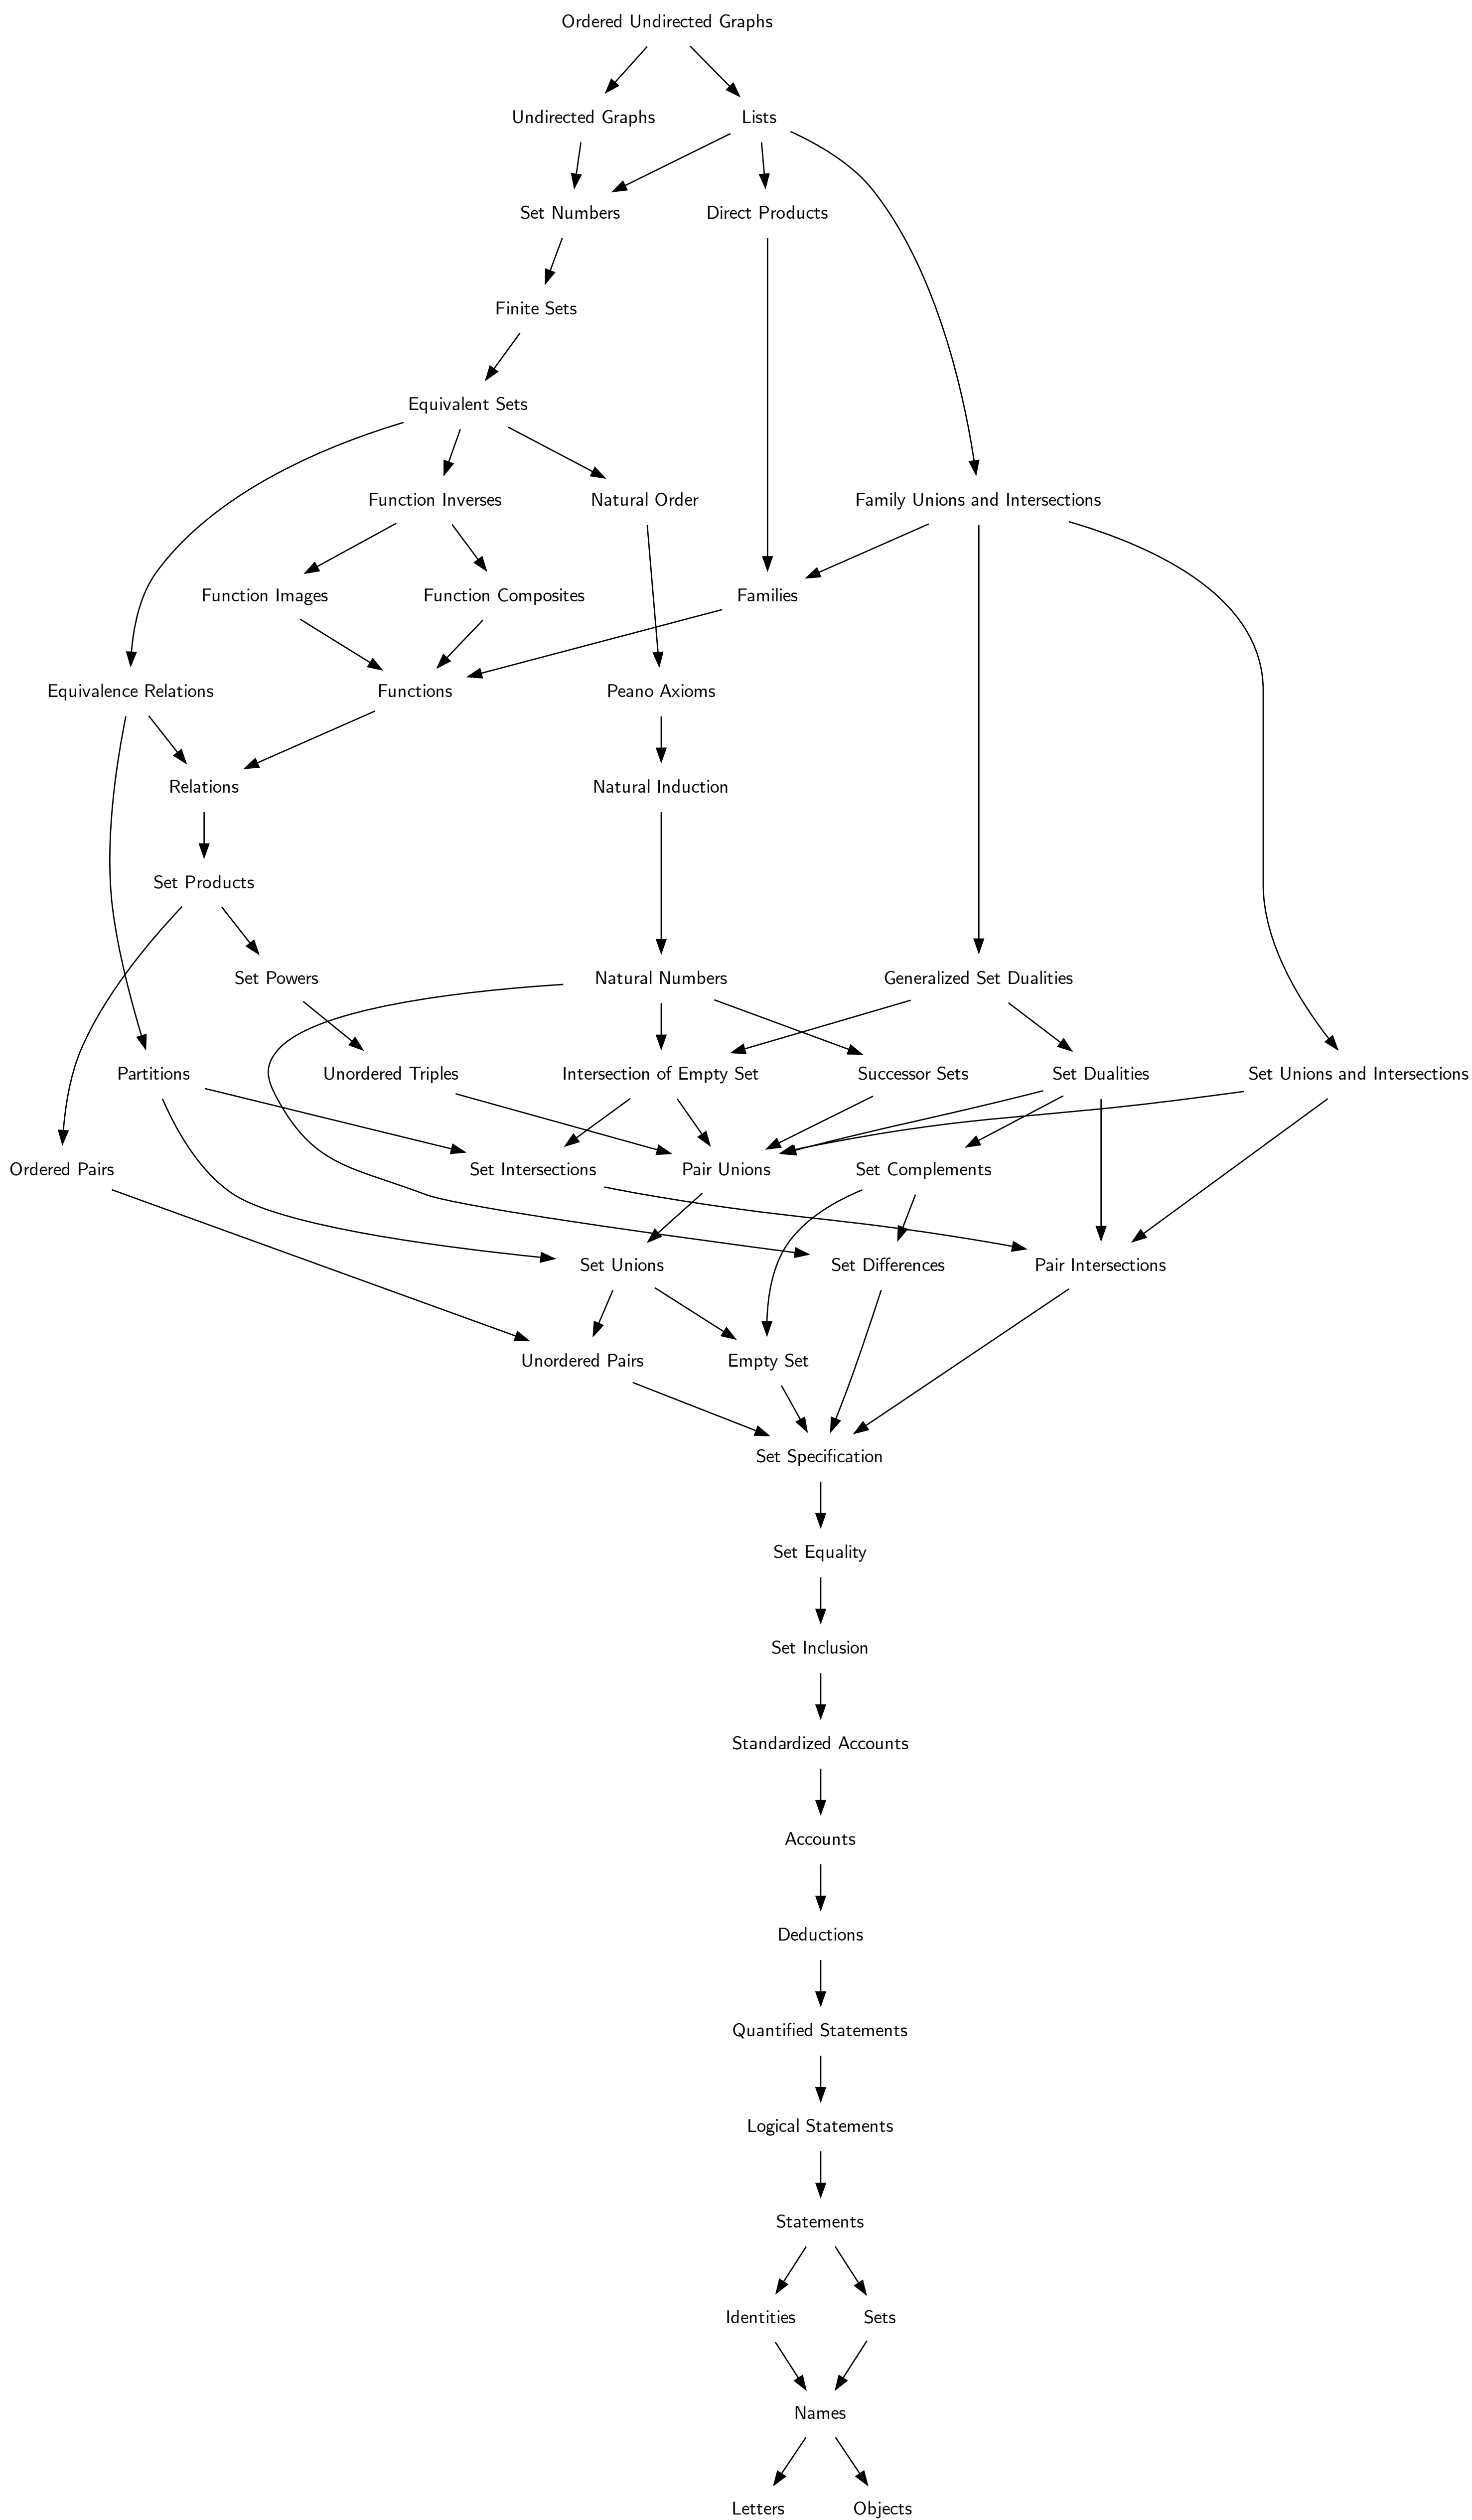 Ordered Undirected Graphs
Undirected Graphs
Lists
Set Numbers
Direct Products
Finite Sets
Equivalent Sets
Function Inverses
Natural Order
Family Unions and Intersections
Function Images
Function Composites
Families
Equivalence Relations
Functions
Peano Axioms
Relations
Natural Induction
Set Products
Set Powers
Natural Numbers
Generalized Set Dualities
Partitions
Unordered Triples
Intersection of Empty Set
Successor Sets
Set Dualities
Set Unions and Intersections
Ordered Pairs
Set Intersections
Pair Unions
Set Complements
Set Unions
Set Differences
Pair Intersections
Unordered Pairs
Empty Set
Set Specification
Set Equality
Set Inclusion
Standardized Accounts
Accounts
Deductions
Quantified Statements
Logical Statements
Statements
Identities
Sets
Names
Letters
Objects